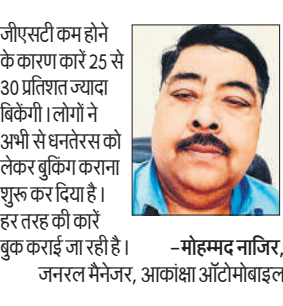 जीएसटी कम होने
के कारण कारें 25 से
30 प्रतिशत ज्यादा
बिकेंगी। लोगों ने
अभी से धनतेरस को
लेकर बुकिंग कराना
शुरू कर दिया है।
हर तरह की कारें
बुक कराई जा रही है। -मोहम्मद नाजिर,
जनरल मैनेजर, आकांक्षा ऑटोमोबाइल